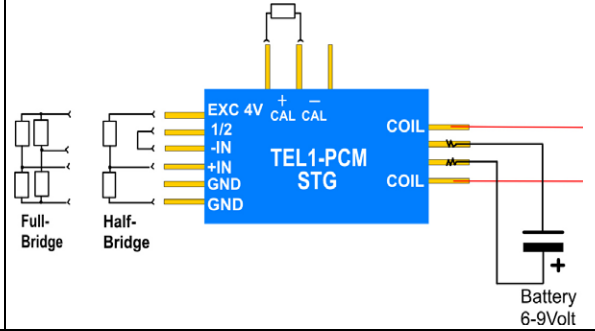 EXC 4V
+ −
CAL CAL
1/2
-IN
+IN
GND
GND
TEL1-PCM
STG
COIL
COIL
Full-
Bridge
Half-
Bridge
+
Battery
6-9Volt